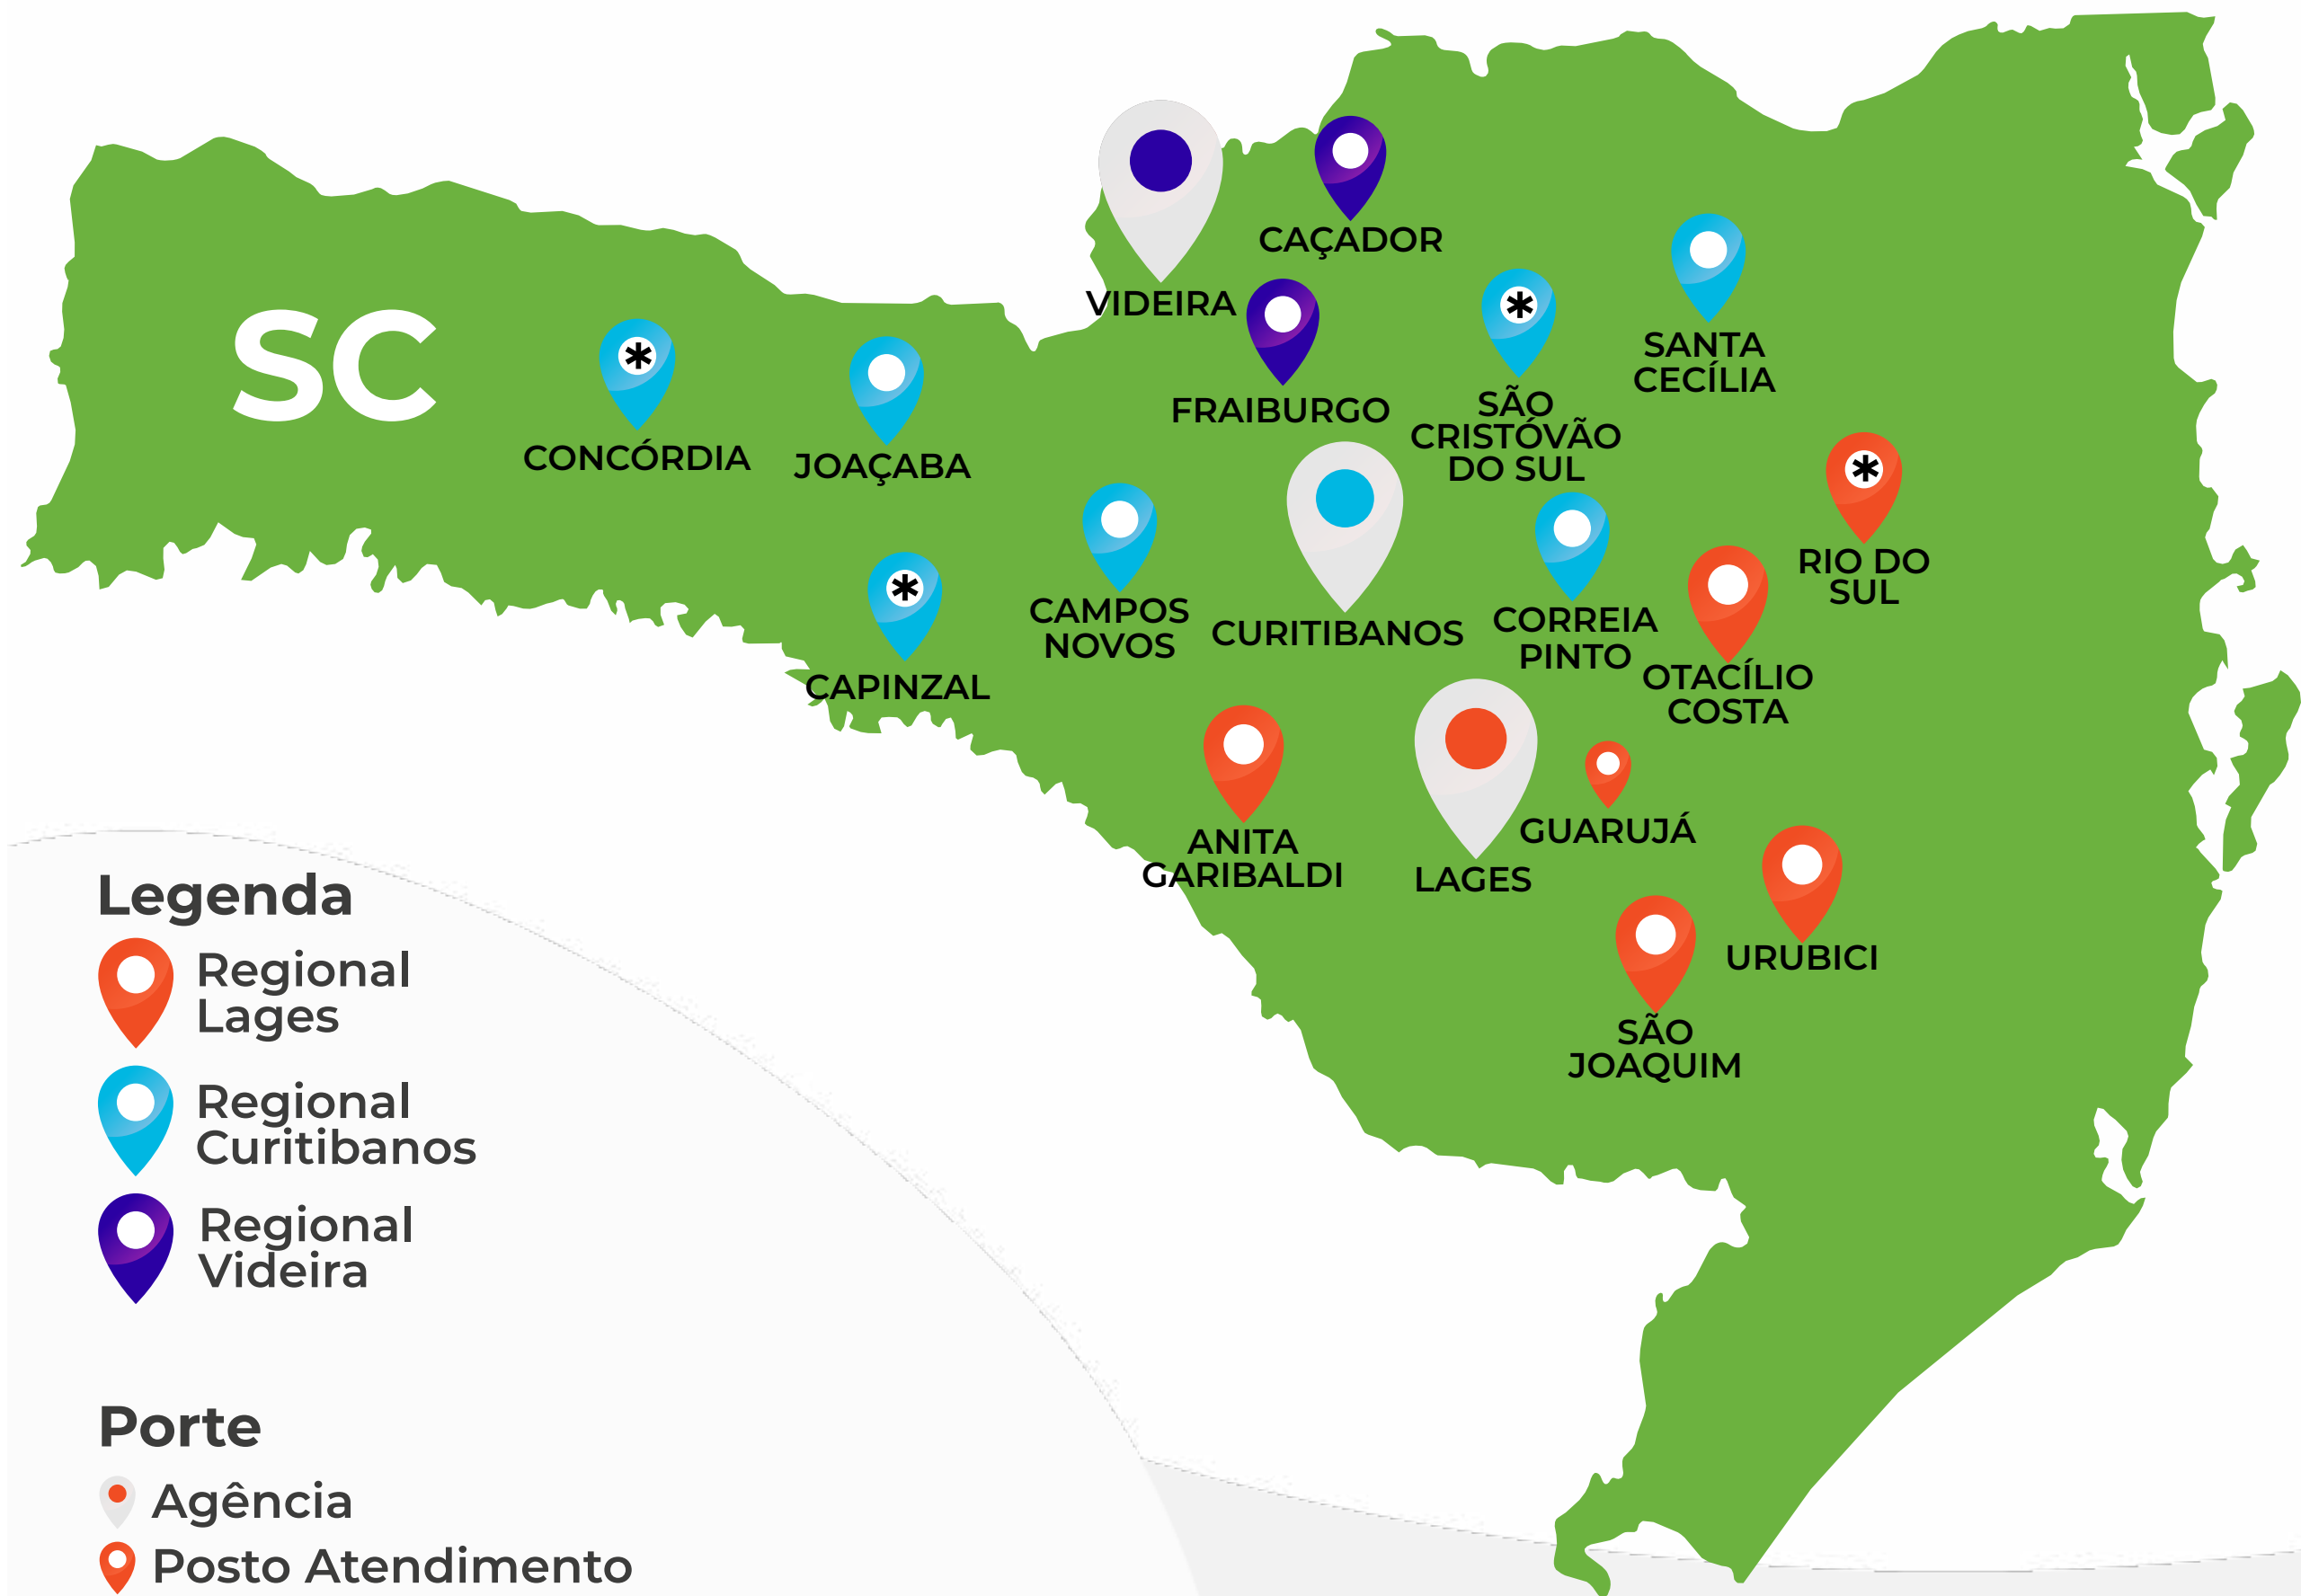 CAÇADOR
VIDEIRA
SC
SANTA
CECÍLIA
*
FRAIBURGO
SÃO
CRISTÓVÃO
DO SUL
*
CONCÓRDIA
JOAÇABA
*
RIO DO
SUL
CAMPOS
NOVOS
CURITIBANOS
CORREIA
PINTO
*
CAPINZAL
OTACÍLIO
COSTA
ANITA
GARIBALDI
LAGES
GUARUJÁ
URUBICI
SÃO
JOAQUIM
Legenda
Regional
Lages
Regional
Curitibanos
Regional
Videira
Porte
Agência
Posto Atendimento